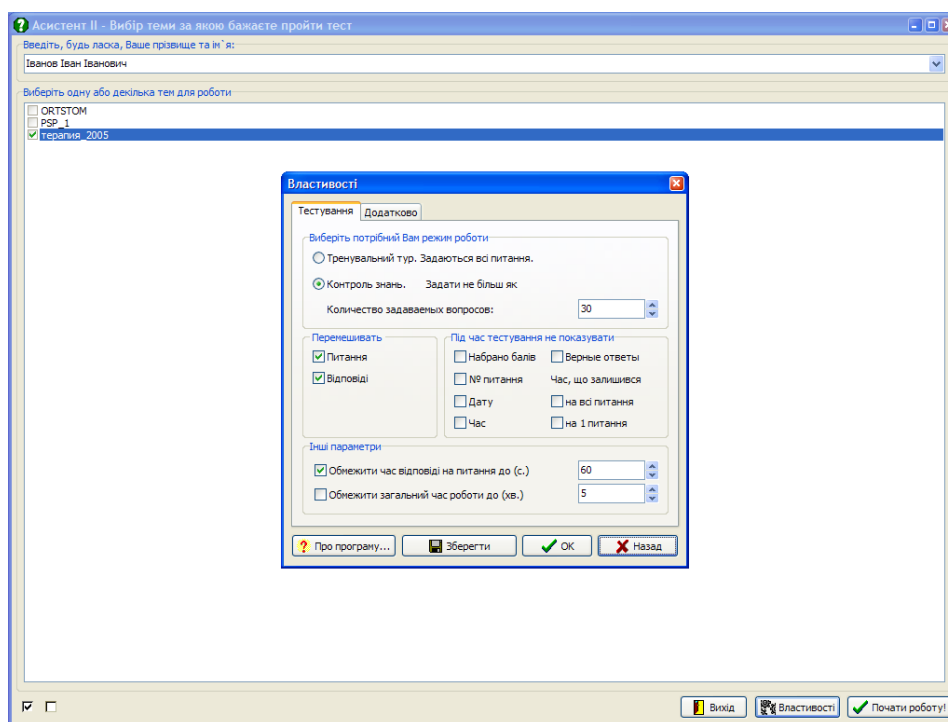 Асистент II - Вибір теми за якою бажаєте пройти тест
Введіть, будь ласка, Ваше прізвище та ім`я:
Іванов Іван Іванович
Виберіть одну або декілька тем для роботи
ORTSTOM
PSP_1
терапия_2005
Властивості
Тестування Додатково
Виберіть потрібний Вам режим роботи
Тренувальний тур. Задаються всі питання.
Контроль знань. Задати не більш як
Количество задаваемых вопросов: 30
Перемешивать
Питання
Відповіді
Під час тестування не показувати
Набрано балів Верные ответы
№ питання Час, що залишився
Дату на всі питання
Час на 1 питання
Інші параметри
Обмежити час відповіді на питання до (с.) 60
Обмежити загальний час роботи до (хв.) 5
Про програму... Зберегти ОК Назад
Вихід Властивості Почати роботу!